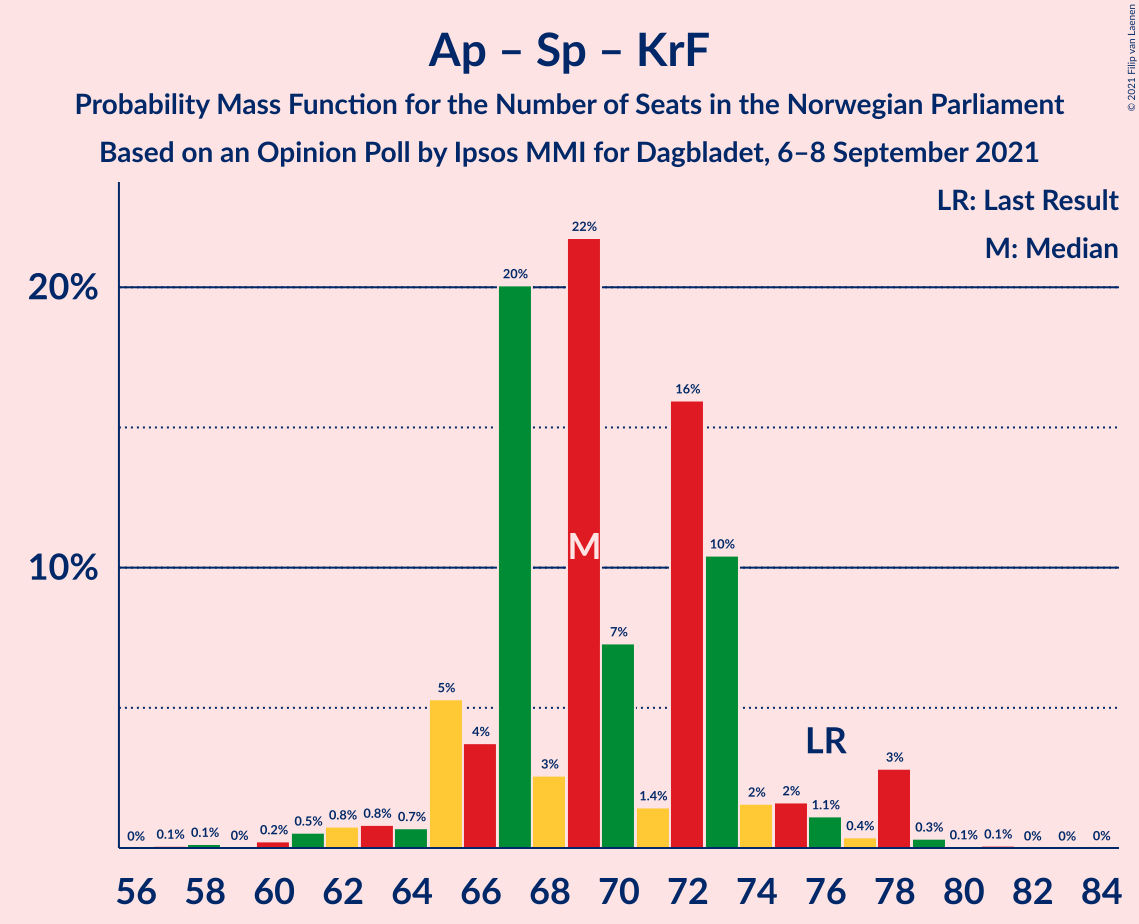 Ap – Sp – KrF
Probability Mass Function for the Number of Seats in the Norwegian Parliament
Based on an Opinion Poll by Ipsos MMI for Dagbladet, 6–8 September 2021
© 2021 Filip van Laenen
LR: Last Result
M: Median
20%
10%
0% 0.1% 0.1% 0% 0.2% 0.5% 0.8% 0.8% 0.7% 5% 4% 20% 3% 22% 7% 1.4% 16% 10% 2% 2% 1.1% 0.4% 3% 0.3% 0.1% 0.1% 0% 0% 0%
M
LR
56 58 60 62 64 66 68 70 72 74 76 78 80 82 84